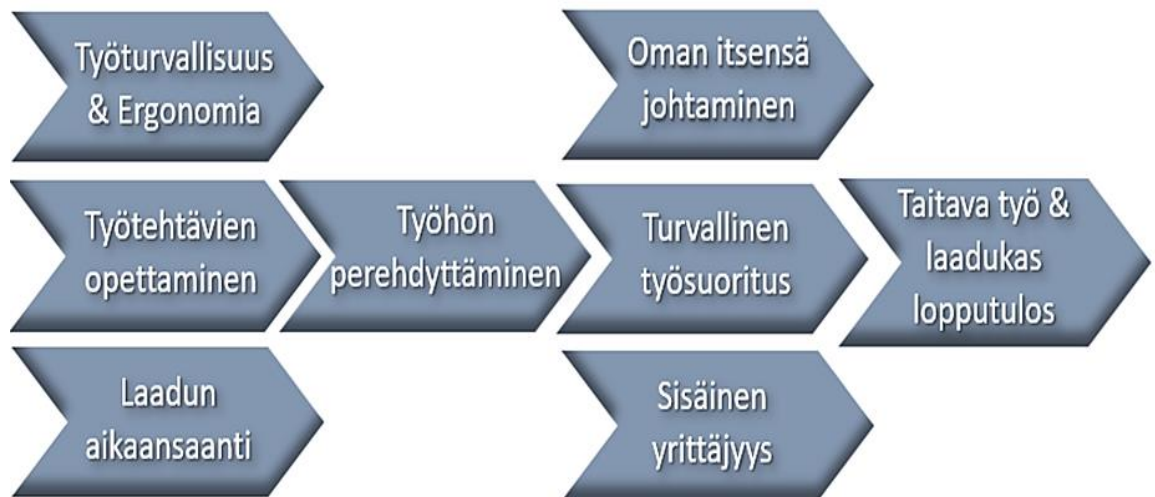 Työturvallisuus
& Ergonomia
Oman itsensä
johtaminen
Työtehtävien
opettaminen
Työhön
perehdyttäminen
Turvallinen
työsuoritus
Taitava työ &
laadukas
lopputulos
Laadun
aikaansaanti
Sisäinen
yrittäjyys